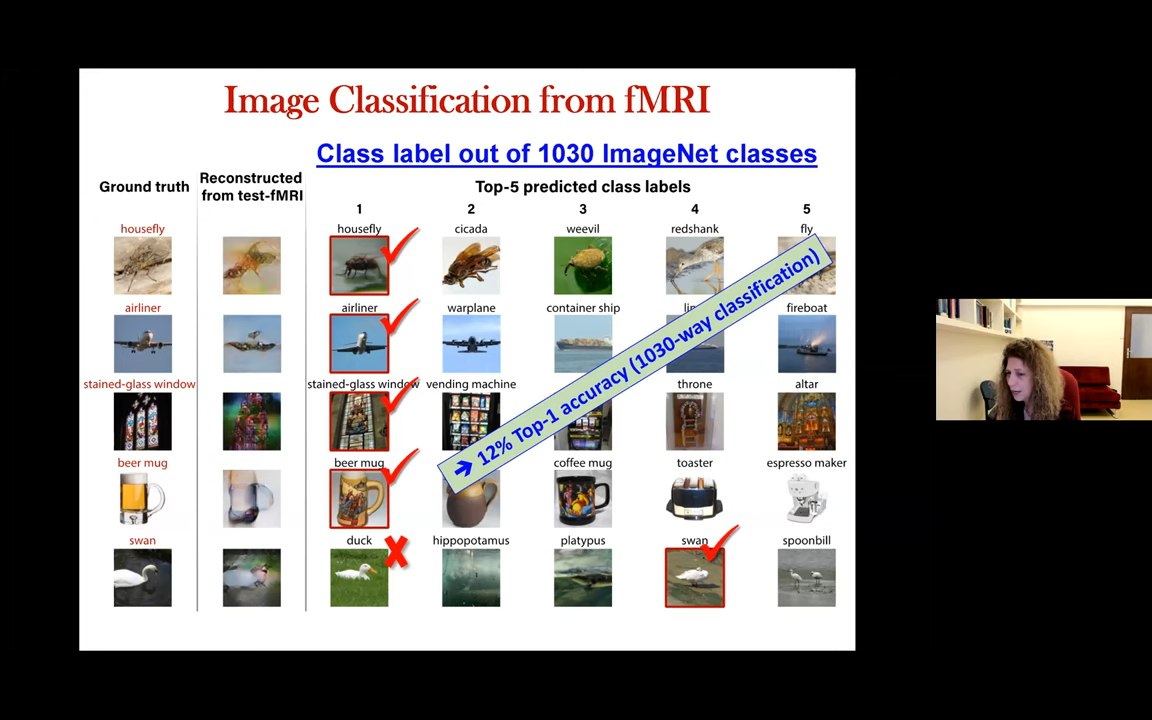 Image Classification from fMRI
Class label out of 1030 ImageNet classes
Ground truth
Reconstructed
from test-fMRI
Top-5 predicted class labels
1 2 3 4 5
housefly housefly cicada weevil redshank fly
airliner airliner warplane container ship fireboat
stained-glass window stained-glass window vending machine throne altar
beer mug beer mug coffee mug toaster espresso maker
swan duck hippopotamus platypus swan spoonbill
➔ 12% Top-1 accuracy (1030-way classification)